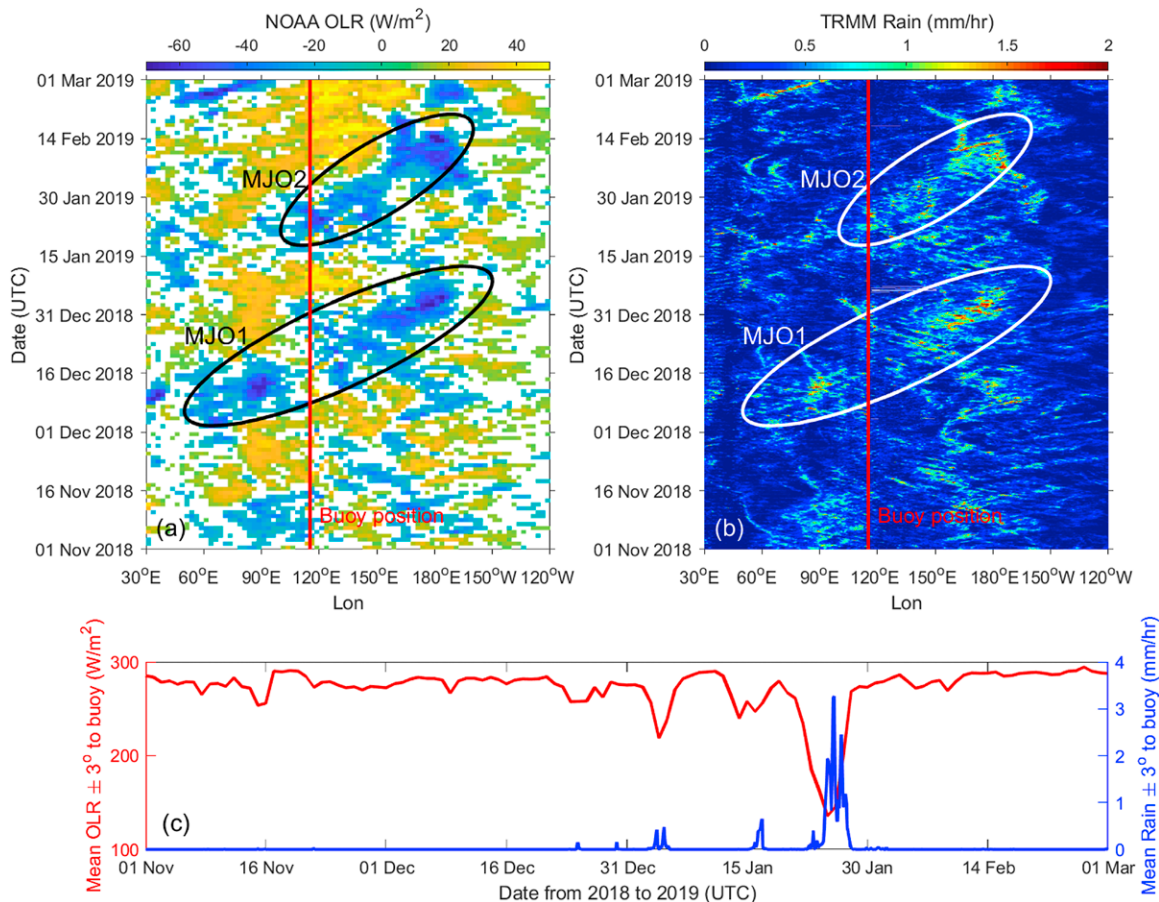 NOAA OLR (W/m²)
-60 -40 -20 0 20 40
01 Mar 2019
14 Feb 2019
30 Jan 2019
15 Jan 2019
31 Dec 2018
16 Dec 2018
01 Dec 2018
16 Nov 2018
01 Nov 2018
Date (UTC)
MJO2
MJO1
Buoy position
(a)
30°E 60°E 90°E 120°E 150°E 180°E 150°W 120°W
Lon
TRMM Rain (mm/hr)
0 0.5 1 1.5 2
01 Mar 2019
14 Feb 2019
30 Jan 2019
15 Jan 2019
31 Dec 2018
16 Dec 2018
01 Dec 2018
16 Nov 2018
01 Nov 2018
Date (UTC)
MJO2
MJO1
Buoy position
(b)
30°E 60°E 90°E 120°E 150°E 180°E 150°W 120°W
Lon
Mean OLR ± 3° to buoy (W/m²)
300
200
100
(c)
4
3
2
1
0
Mean Rain ± 3° to buoy (mm/hr)
01 Nov 16 Nov 01 Dec 16 Dec 31 Dec 15 Jan 30 Jan 14 Feb 01 Mar
Date from 2018 to 2019 (UTC)